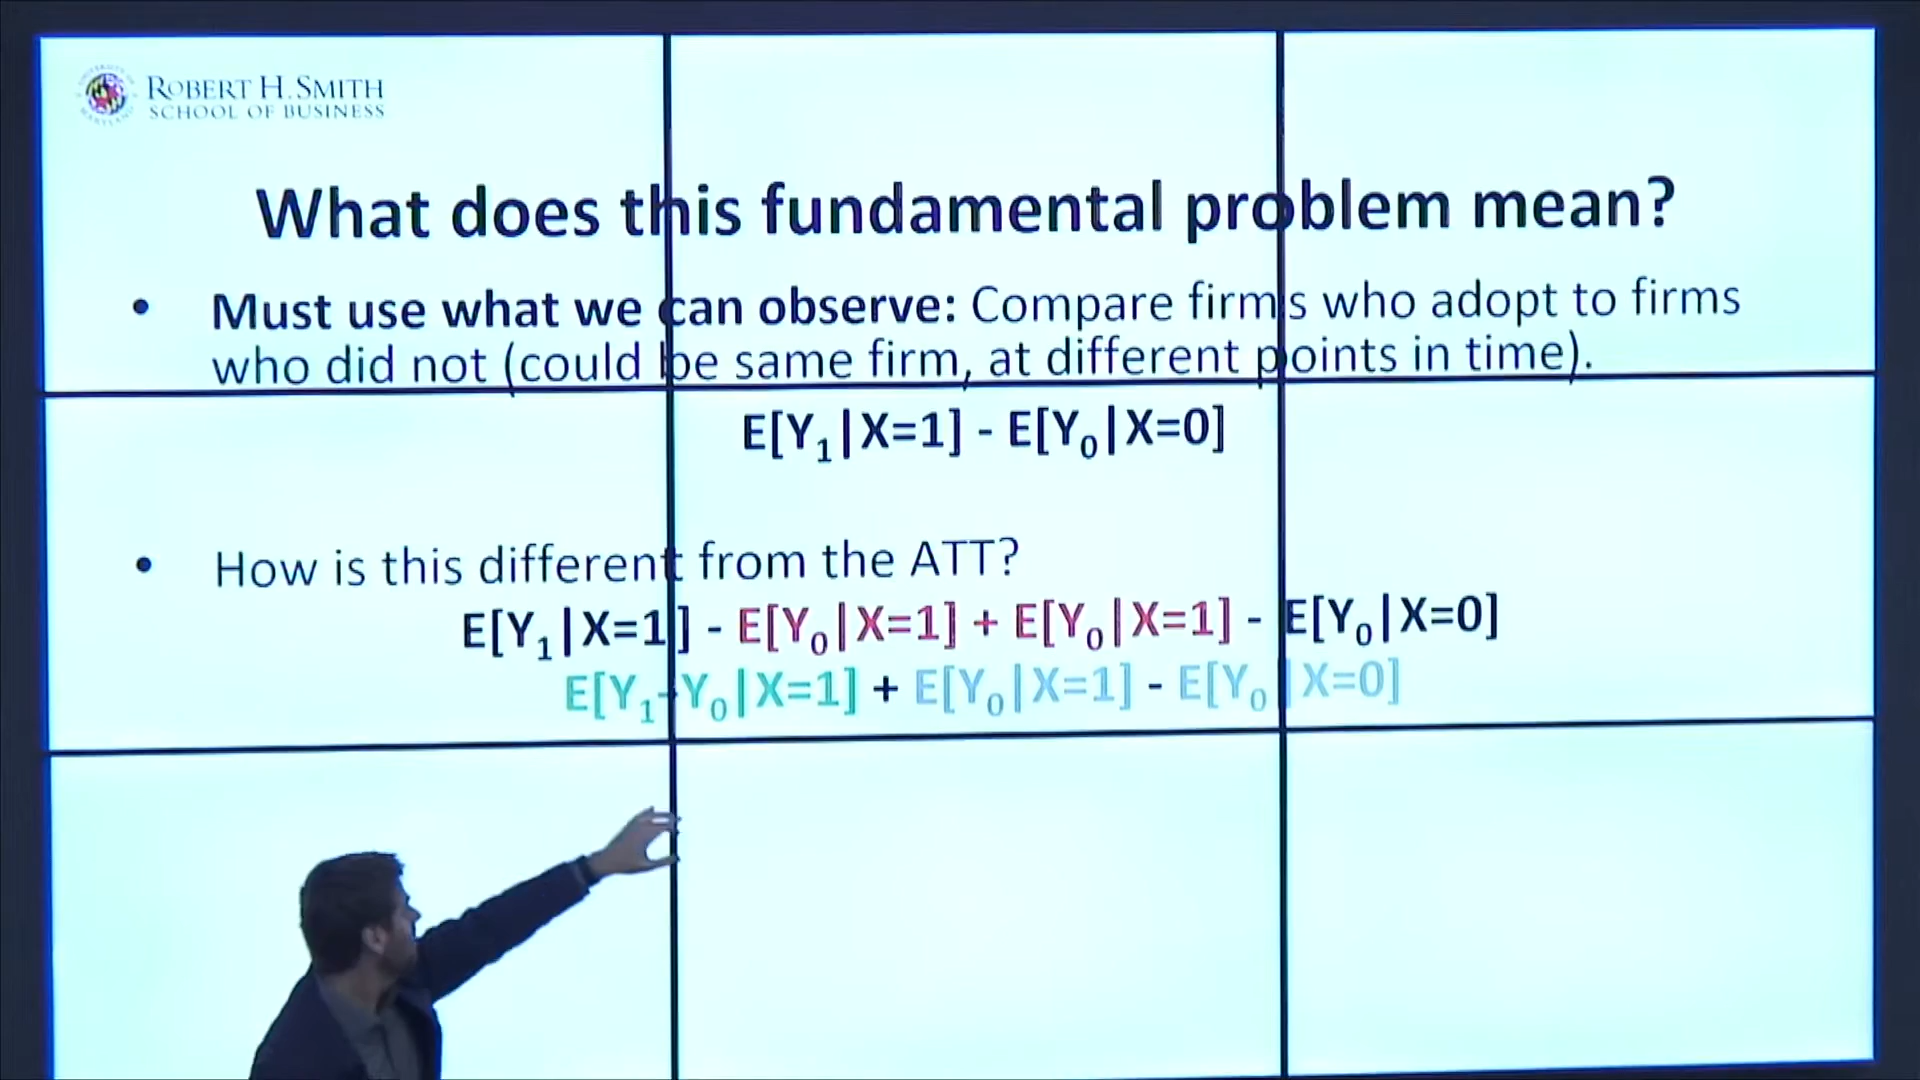 ROBERT H. SMITH
SCHOOL OF BUSINESS
What does this fundamental problem mean?
• Must use what we can observe: Compare firms who adopt to firms
who did not (could be same firm, at different points in time).
E[Y₁|X=1] - E[Y₀|X=0]
• How is this different from the ATT?
E[Y₁|X=1] - E[Y₀|X=1] + E[Y₀|X=1] - E[Y₀|X=0]
E[Y₁-Y₀|X=1] + E[Y₀|X=1] - E[Y₀|X=0]